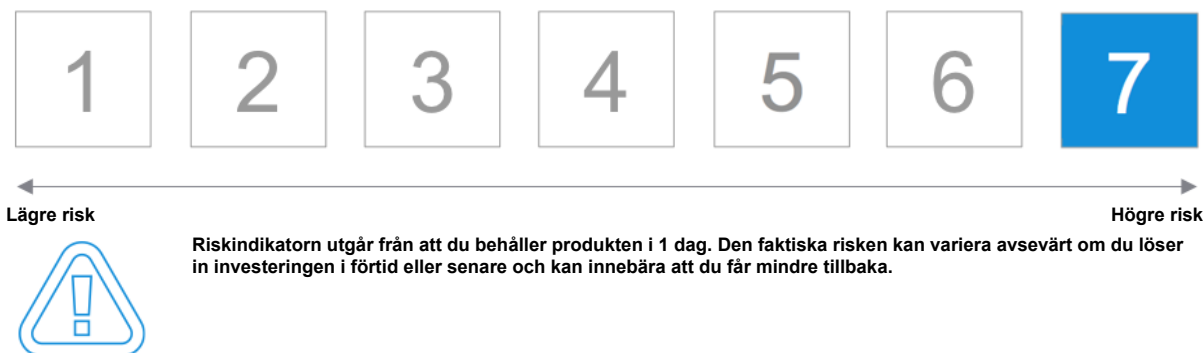 1 2 3 4 5 6 7
Lägre risk Högre risk
Riskindikatorn utgår från att du behåller produkten i 1 dag. Den faktiska risken kan variera avsevärt om du löser
in investeringen i förtid eller senare och kan innebära att du får mindre tillbaka.